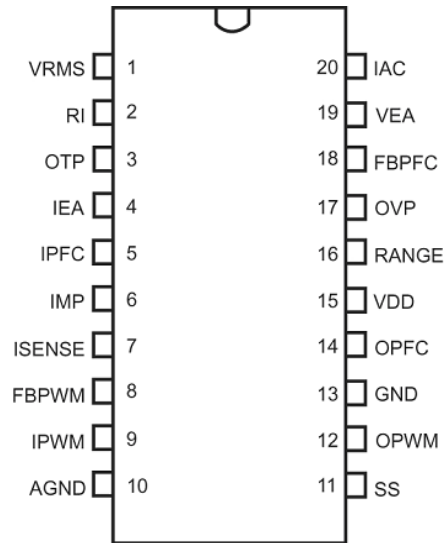 VRMS 1 20 IAC
RI 2 19 VEA
OTP 3 18 FBPFC
IEA 4 17 OVP
IPFC 5 16 RANGE
IMP 6 15 VDD
ISENSE 7 14 OPFC
FBPWM 8 13 GND
IPWM 9 12 OPWM
AGND 10 11 SS